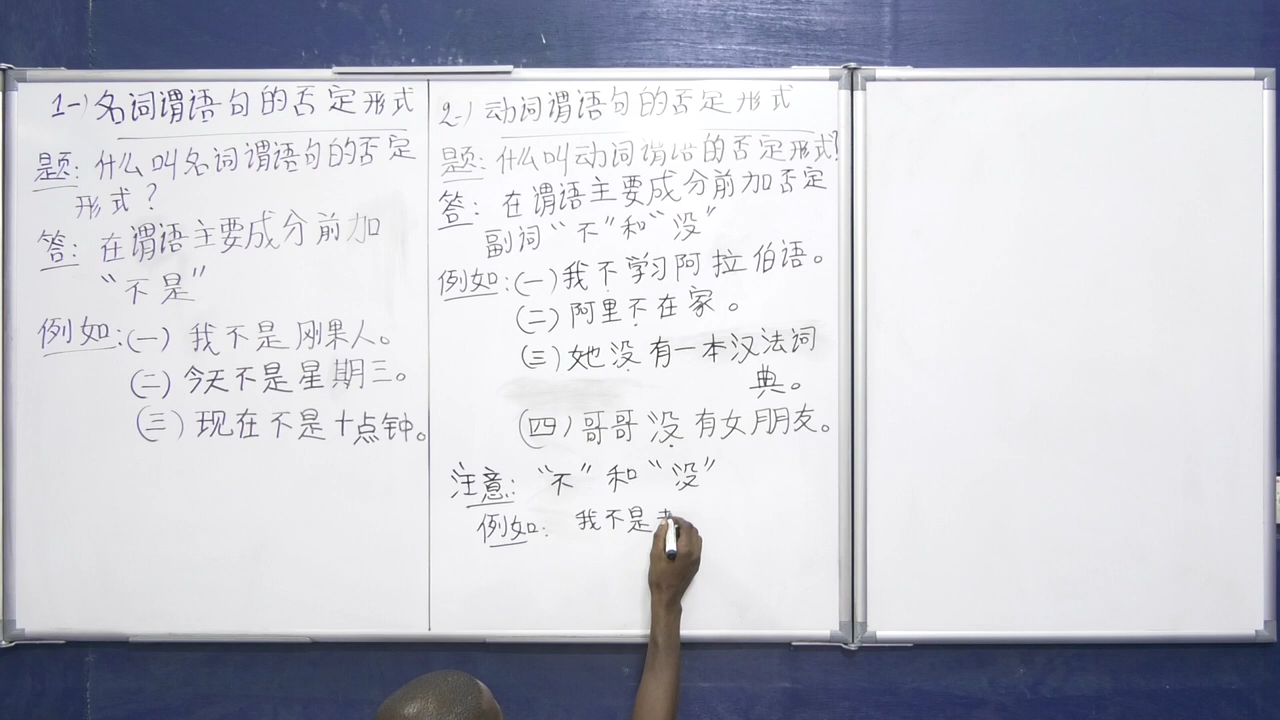 1-) 名词谓语句的否定形式
题: 什么叫名词谓语句的否定
形式?
答: 在谓语主要成分前加
“不是”
例如:(一) 我不是刚果人。
(二) 今天不是星期三。
(三) 现在不是十点钟。
2-) 动词谓语句的否定形式
题: 什么叫动词谓语的否定形式?
答: 在谓语主要成分前加否定
副词“不”和“没”
例如:(一)我不学习阿拉伯语。
(二) 阿里不在家。
(三) 她没有一本汉法词
典。
(四) 哥哥没有女朋友。
注意: “不” 和 “没”
例如: 我不是